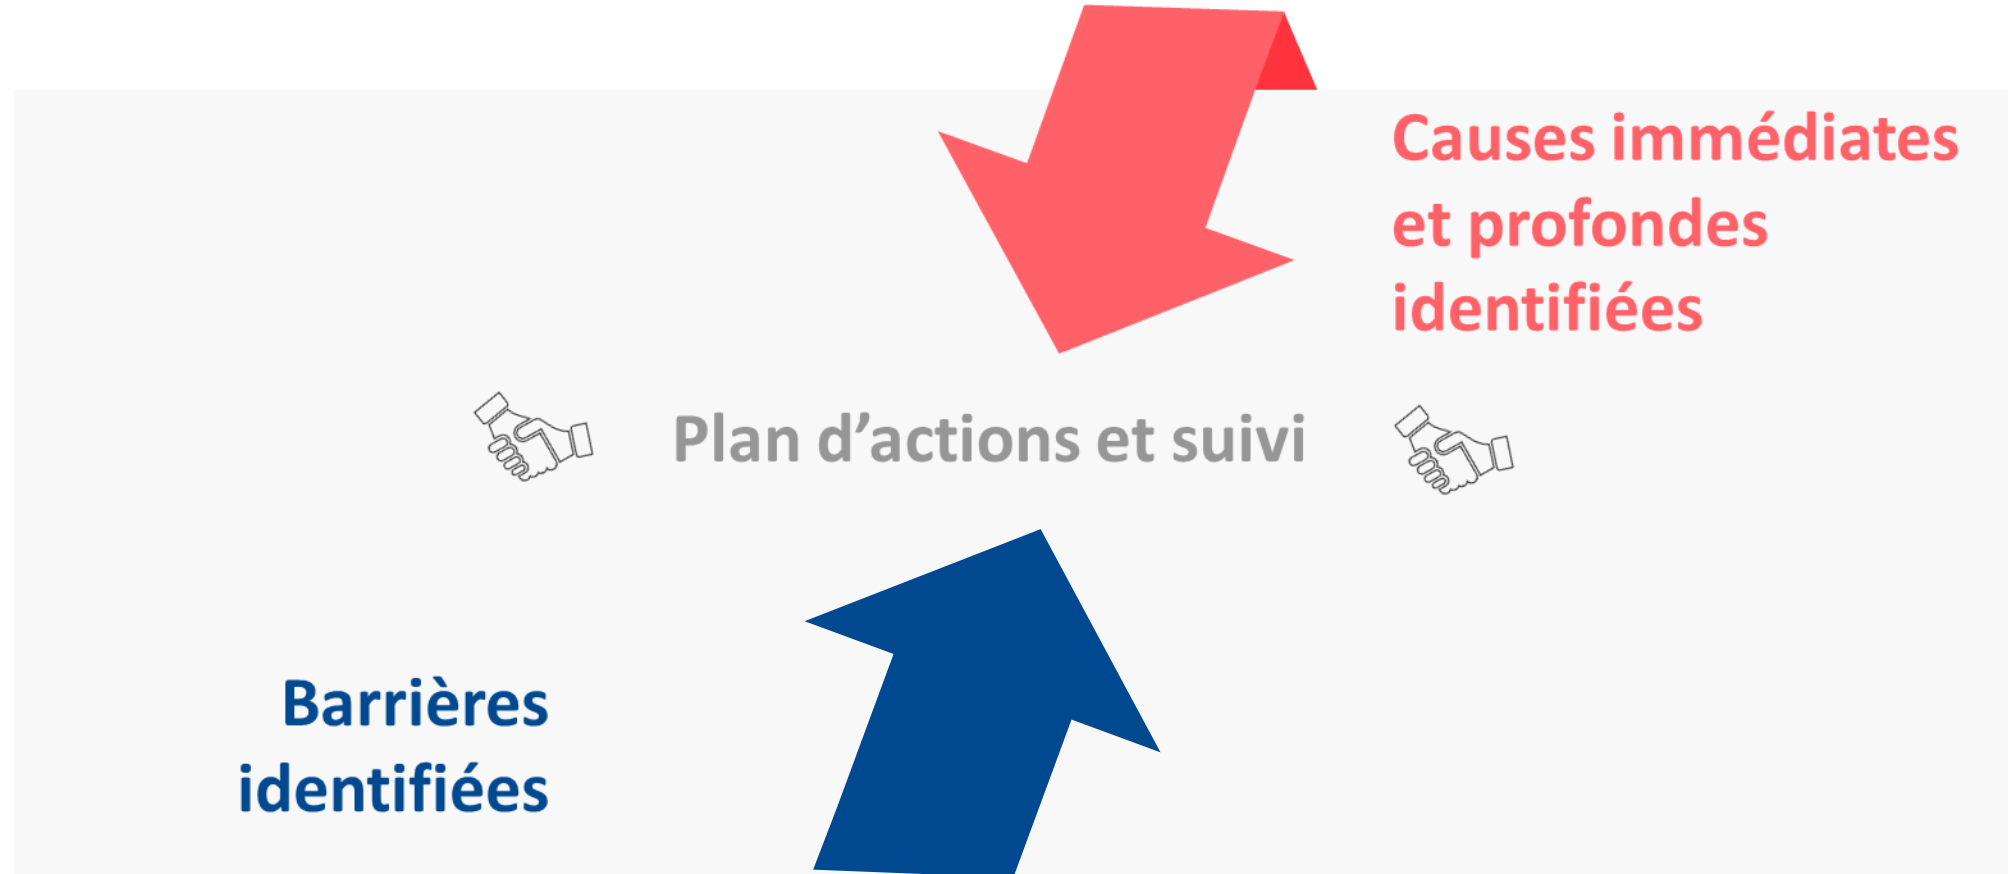 Causes immédiates
et profondes
identifiées
Plan d’actions et suivi
Barrières
identifiées